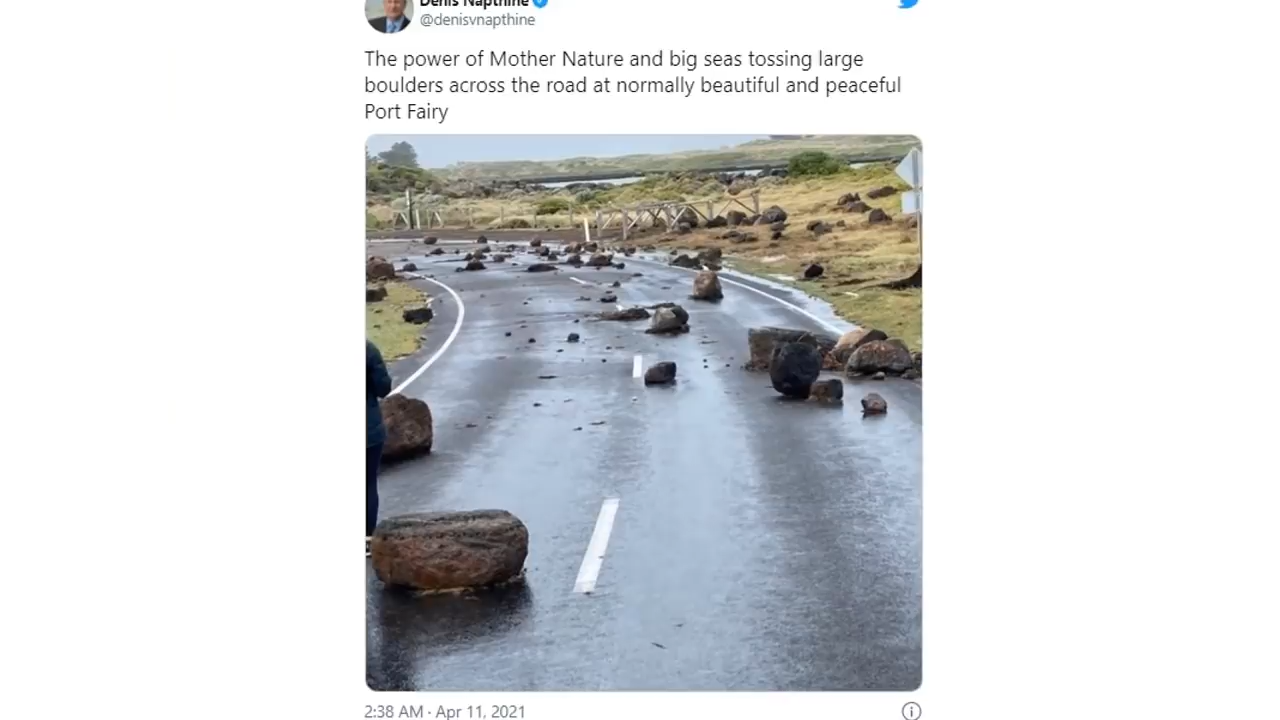 Denis Napthine
@denisvnapthine
The power of Mother Nature and big seas tossing large
boulders across the road at normally beautiful and peaceful
Port Fairy
2:38 AM · Apr 11, 2021